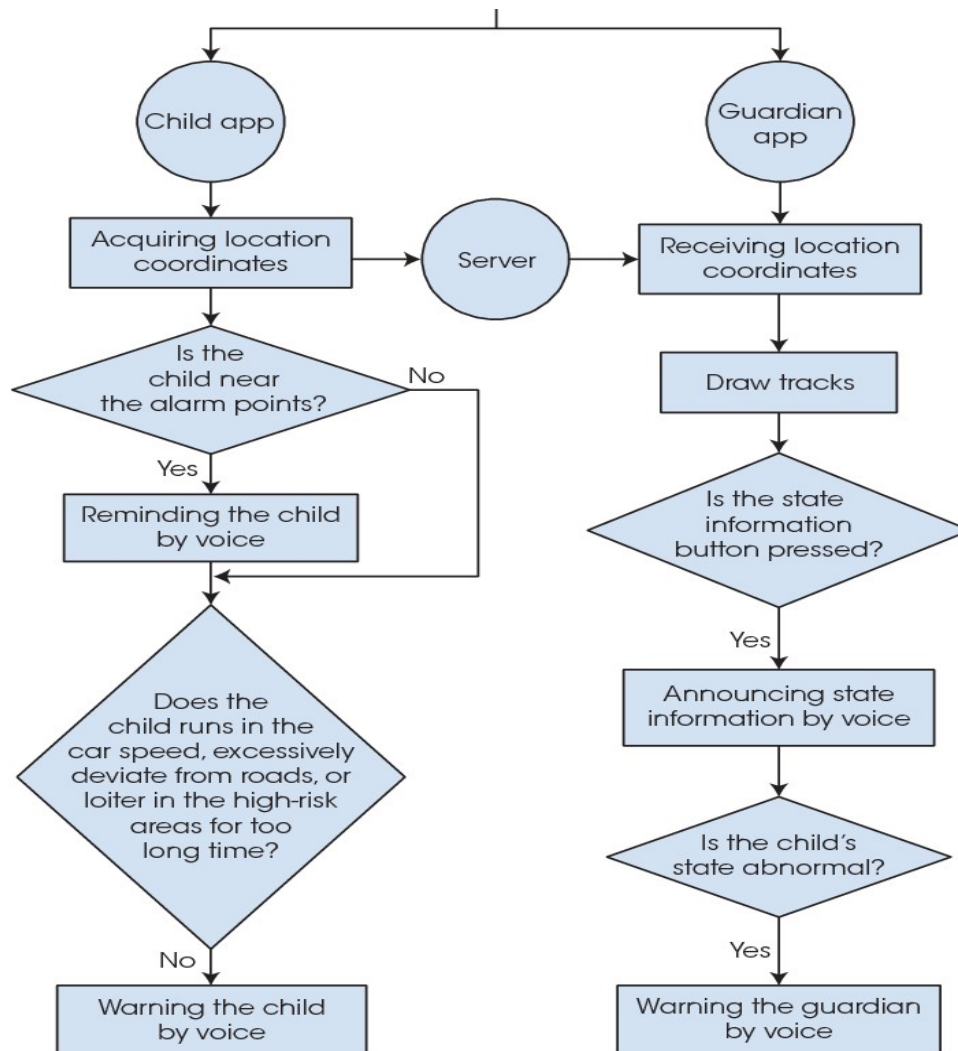 Child app
Guardian
app
Acquiring location
coordinates
Server
Receiving location
coordinates
Is the
child near
the alarm points?
No
Draw tracks
Yes
Reminding the child
by voice
Is the state
information
button pressed?
Yes
Does the
child runs in the
car speed, excessively
deviate from roads, or
loiter in the high-risk
areas for too
long time?
Announcing state
information by voice
Is the child's
state abnormal?
No
Yes
Warning the child
by voice
Warning the guardian
by voice